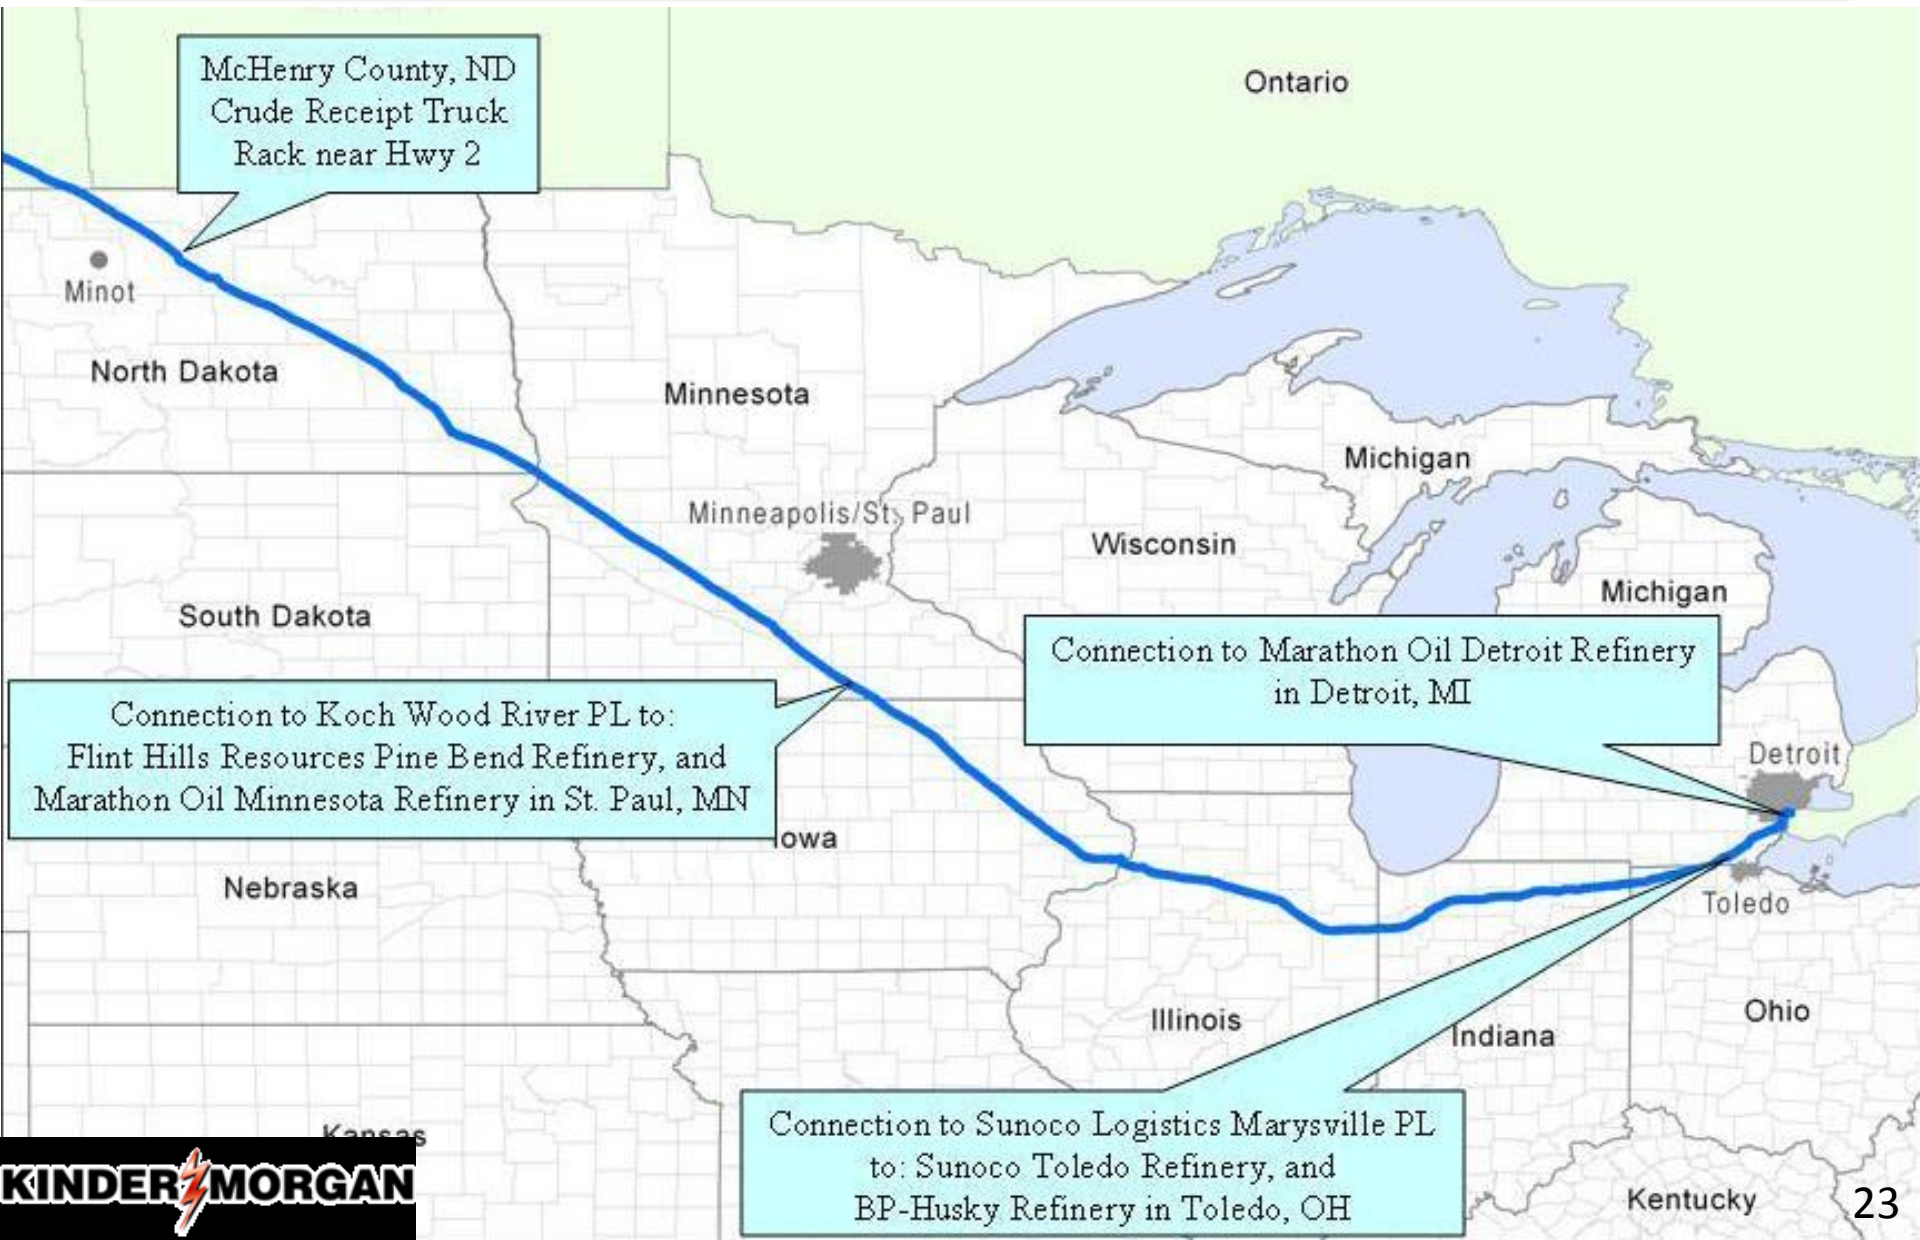 McHenry County, ND
Crude Receipt Truck
Rack near Hwy 2
Ontario
Minot
North Dakota
Minnesota
Michigan
Minneapolis/St. Paul
Wisconsin
Michigan
South Dakota
Connection to Marathon Oil Detroit Refinery
in Detroit, MI
Connection to Koch Wood River PL to:
Flint Hills Resources Pine Bend Refinery, and
Marathon Oil Minnesota Refinery in St. Paul, MN
Detroit
Iowa
Nebraska
Toledo
Illinois
Indiana
Ohio
Connection to Sunoco Logistics Marysville PL
to: Sunoco Toledo Refinery, and
BP-Husky Refinery in Toledo, OH
Kansas
KINDER MORGAN
Kentucky
23